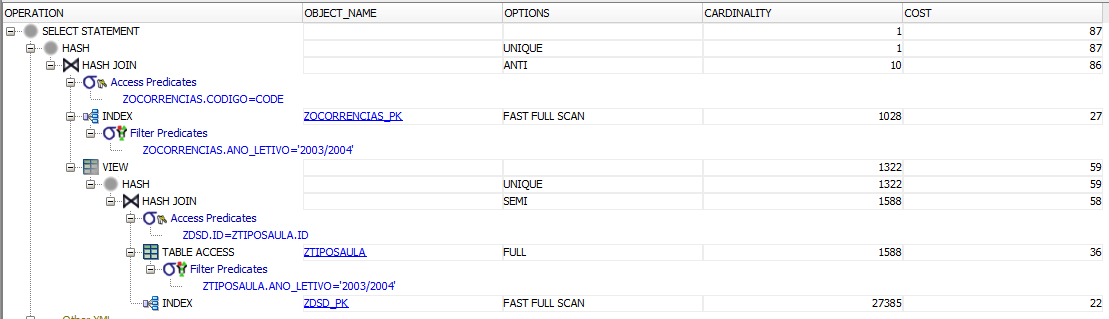 OPERATION OBJECT_NAME OPTIONS CARDINALITY COST
SELECT STATEMENT 1 87
HASH UNIQUE 1 87
HASH JOIN ANTI 10 86
Access Predicates
ZOCORRENCIAS.CODIGO=CODE
INDEX ZOCORRENCIAS_PK FAST FULL SCAN 1028 27
Filter Predicates
ZOCORRENCIAS.ANO_LETIVO='2003/2004'
VIEW 1322 59
HASH UNIQUE 1322 59
HASH JOIN SEMI 1588 58
Access Predicates
ZDSD.ID=ZTIPOSAULA.ID
TABLE ACCESS ZTIPOSAULA FULL 1588 36
Filter Predicates
ZTIPOSAULA.ANO_LETIVO='2003/2004'
INDEX ZDSD_PK FAST FULL SCAN 27385 22
Other XML